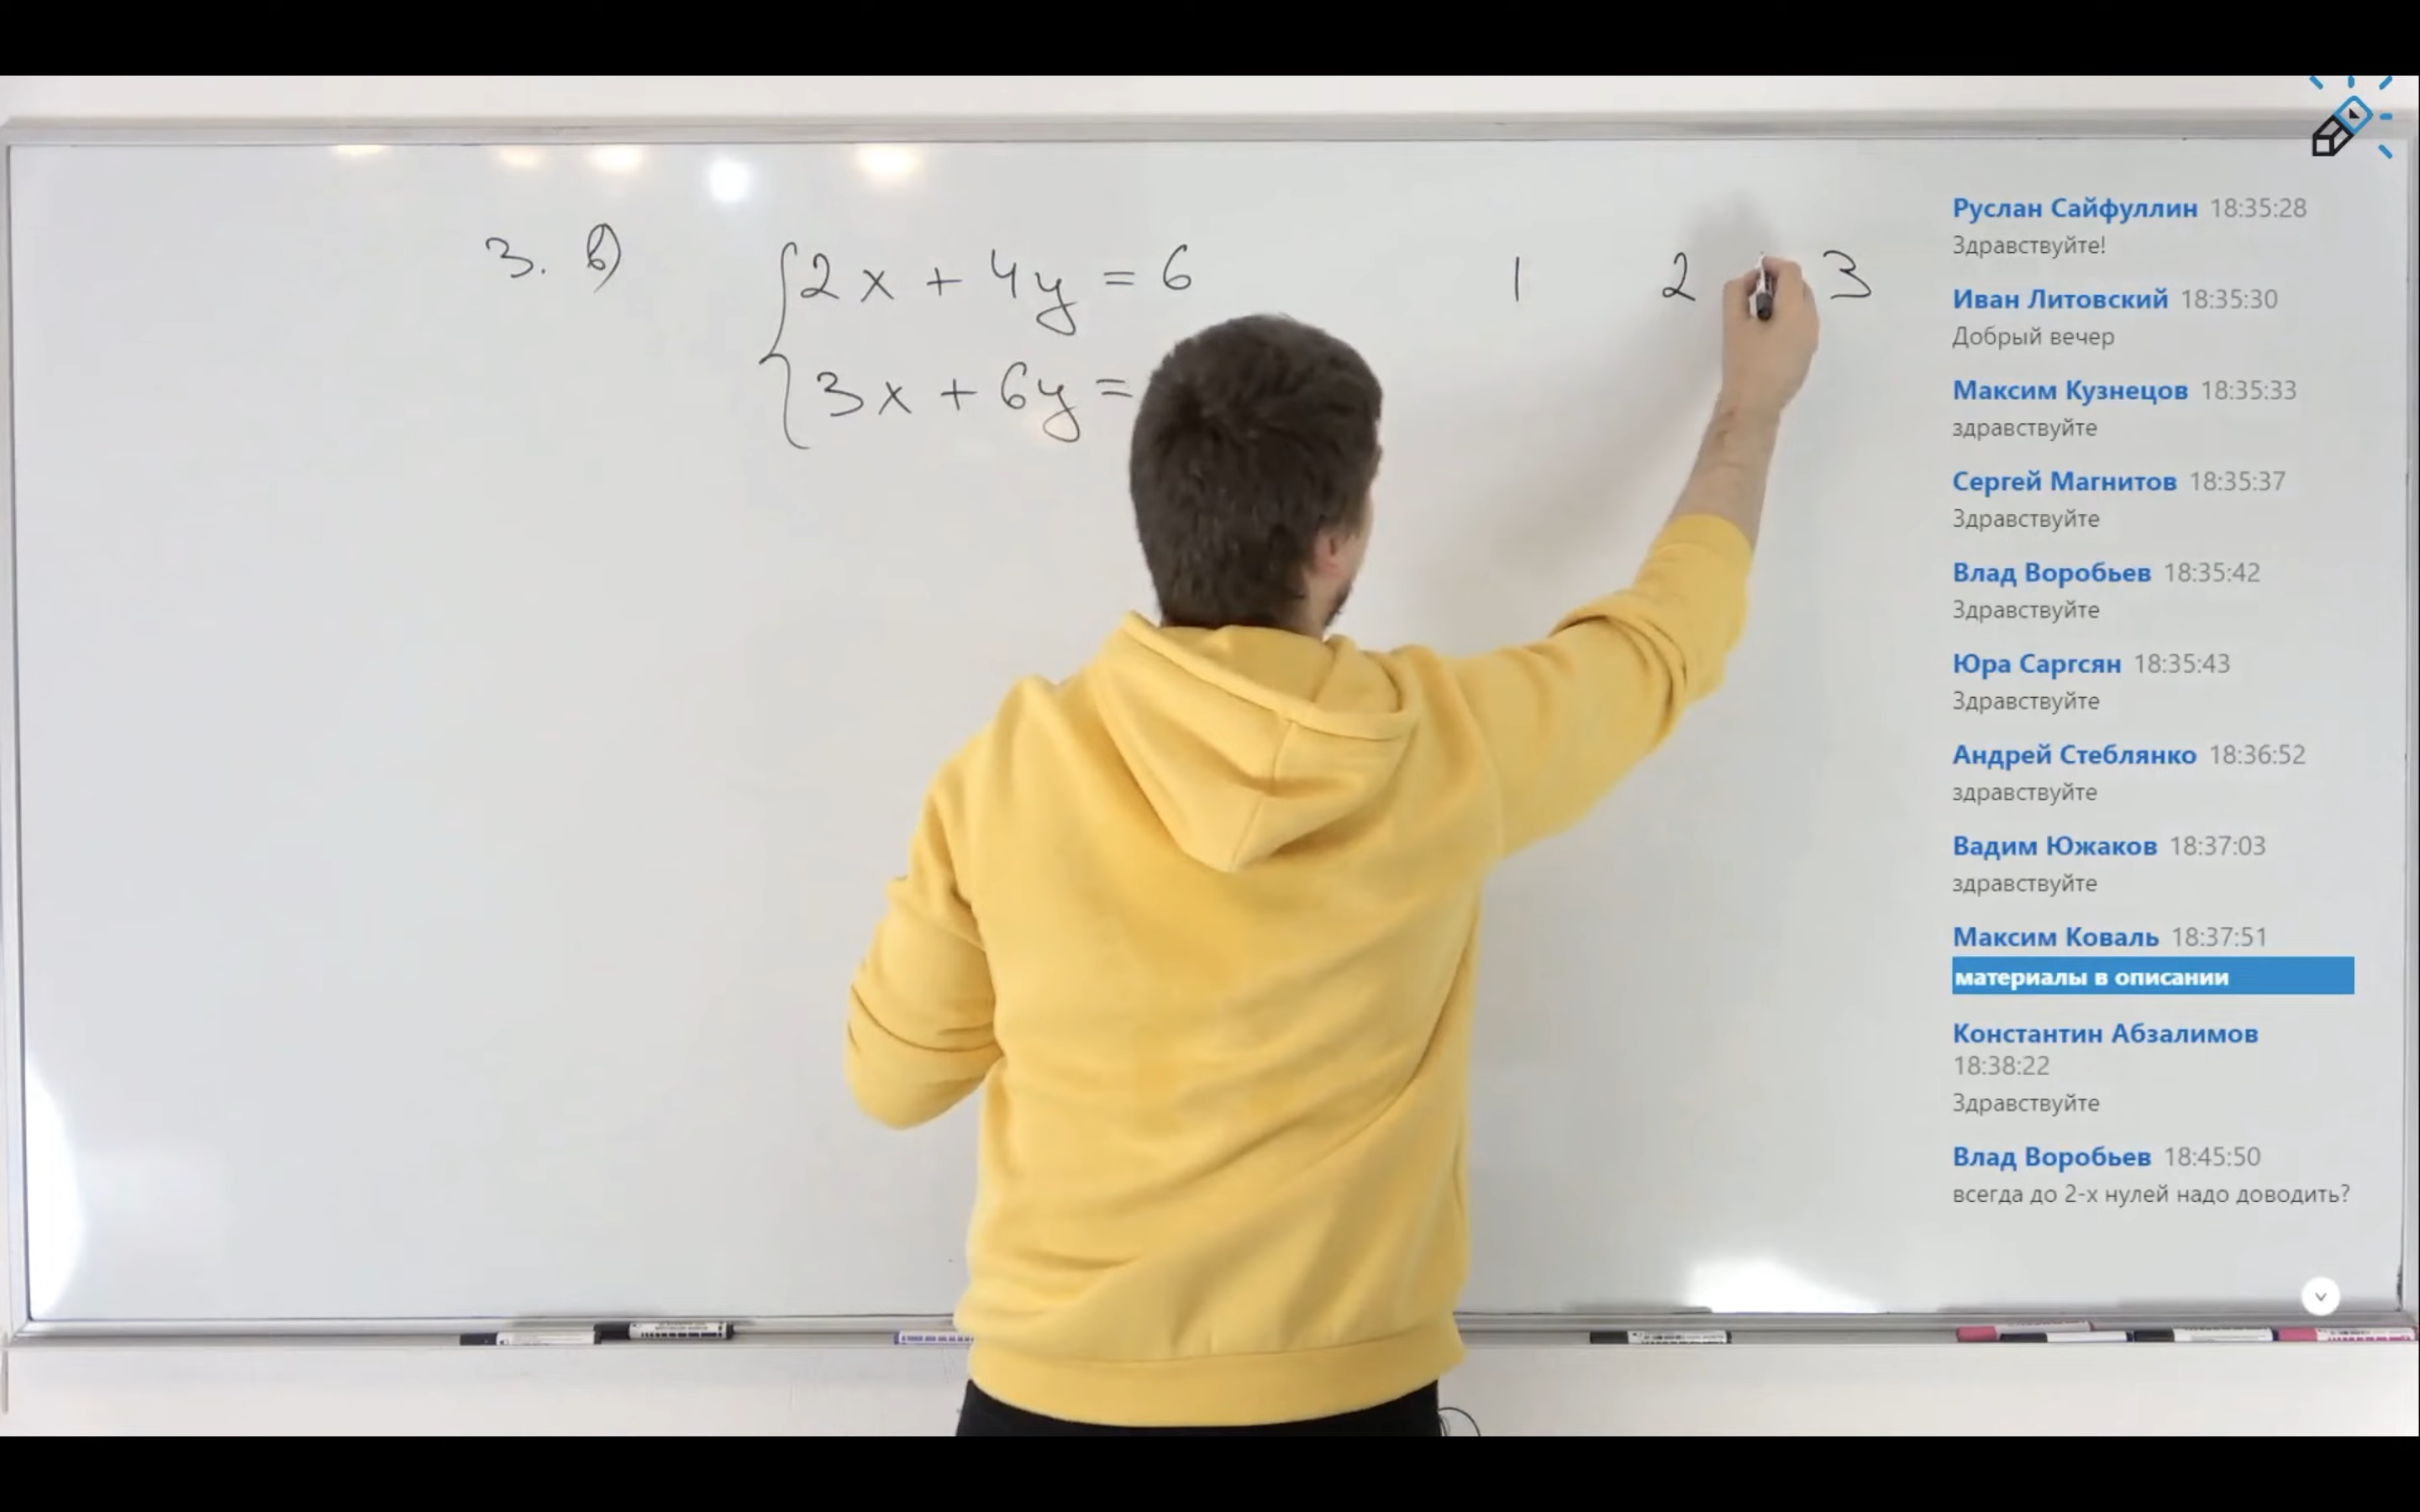 3. в)
2x + 4y = 6
3x + 6y =
1 2 3
Руслан Сайфуллин 18:35:28
Здравствуйте!
Иван Литовский 18:35:30
Добрый вечер
Максим Кузнецов 18:35:33
здравствуйте
Сергей Магнитов 18:35:37
Здравствуйте
Влад Воробьев 18:35:42
Здравствуйте
Юра Саргсян 18:35:43
Здравствуйте
Андрей Стеблянко 18:36:52
здравствуйте
Вадим Южаков 18:37:03
здравствуйте
Максим Коваль 18:37:51
материалы в описании
Константин Абзалимов
18:38:22
Здравствуйте
Влад Воробьев 18:45:50
всегда до 2-х нулей надо доводить?